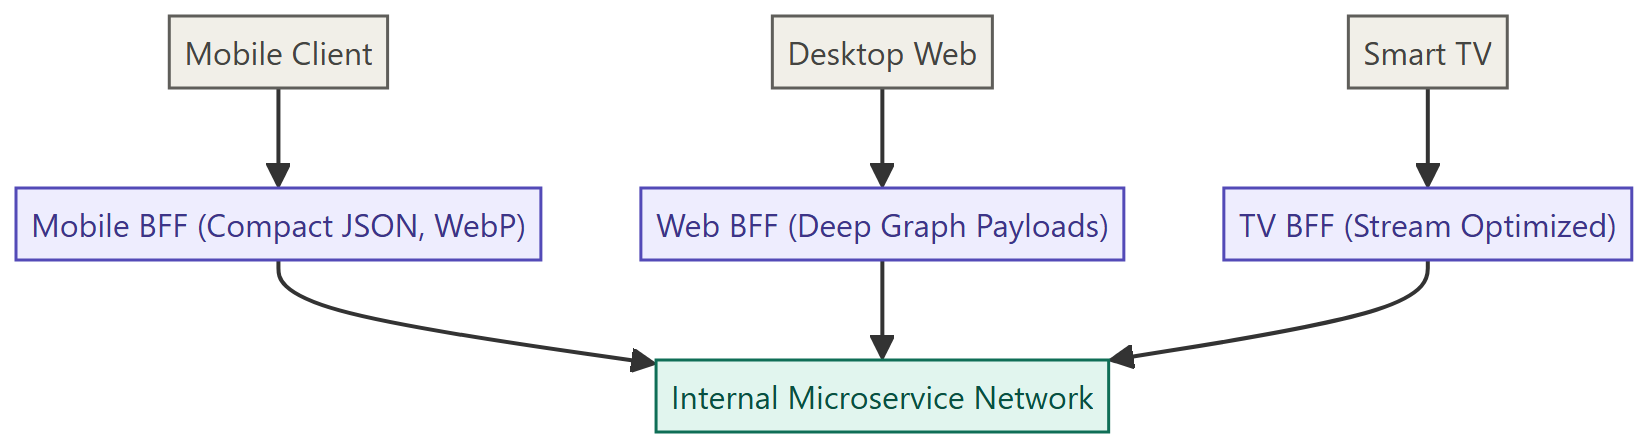 Mobile Client
Desktop Web
Smart TV
Mobile BFF (Compact JSON, WebP)
Web BFF (Deep Graph Payloads)
TV BFF (Stream Optimized)
Internal Microservice Network